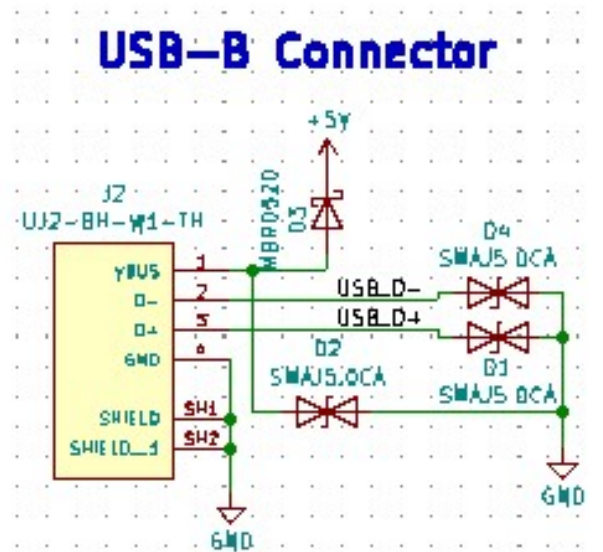 USB-B Connector
+5V
J2
UJ2-BH-W1-TH
MBR0520
D3
VBUS
1
D-
2
D+
3
GND
4
SHIELD
SH1
SHIELD_1
SH2
USB_D-
USB_D+
D4
SMAJ5.0CA
D1
SMAJ5.0CA
D2
SMAJ5.0CA
GND
GND